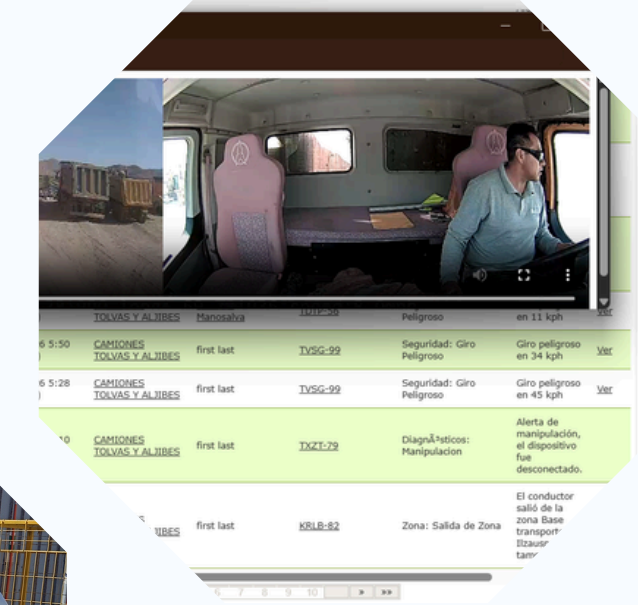 TOLVAS Y ALJIBES Manosalva TDTP-56 Peligroso en 11 kph Ver
6 5:50 CAMIONES first last TVSG-99 Seguridad: Giro Giro peligroso Ver
) TOLVAS Y ALJIBES Peligroso en 34 kph
6 5:28 CAMIONES first last TVSG-99 Seguridad: Giro Giro peligroso Ver
) TOLVAS Y ALJIBES Peligroso en 45 kph
Alerta de
manipulación,
10 CAMIONES first last TXZT-79 DiagnÃ³sticos: el dispositivo
TOLVAS Y ALJIBES Manipulacion fue
desconectado.
El conductor
salió de la
first last KRLB-82 Zona: Salida de Zona zona Base
JIBES
6 7 8 9 10 » »»